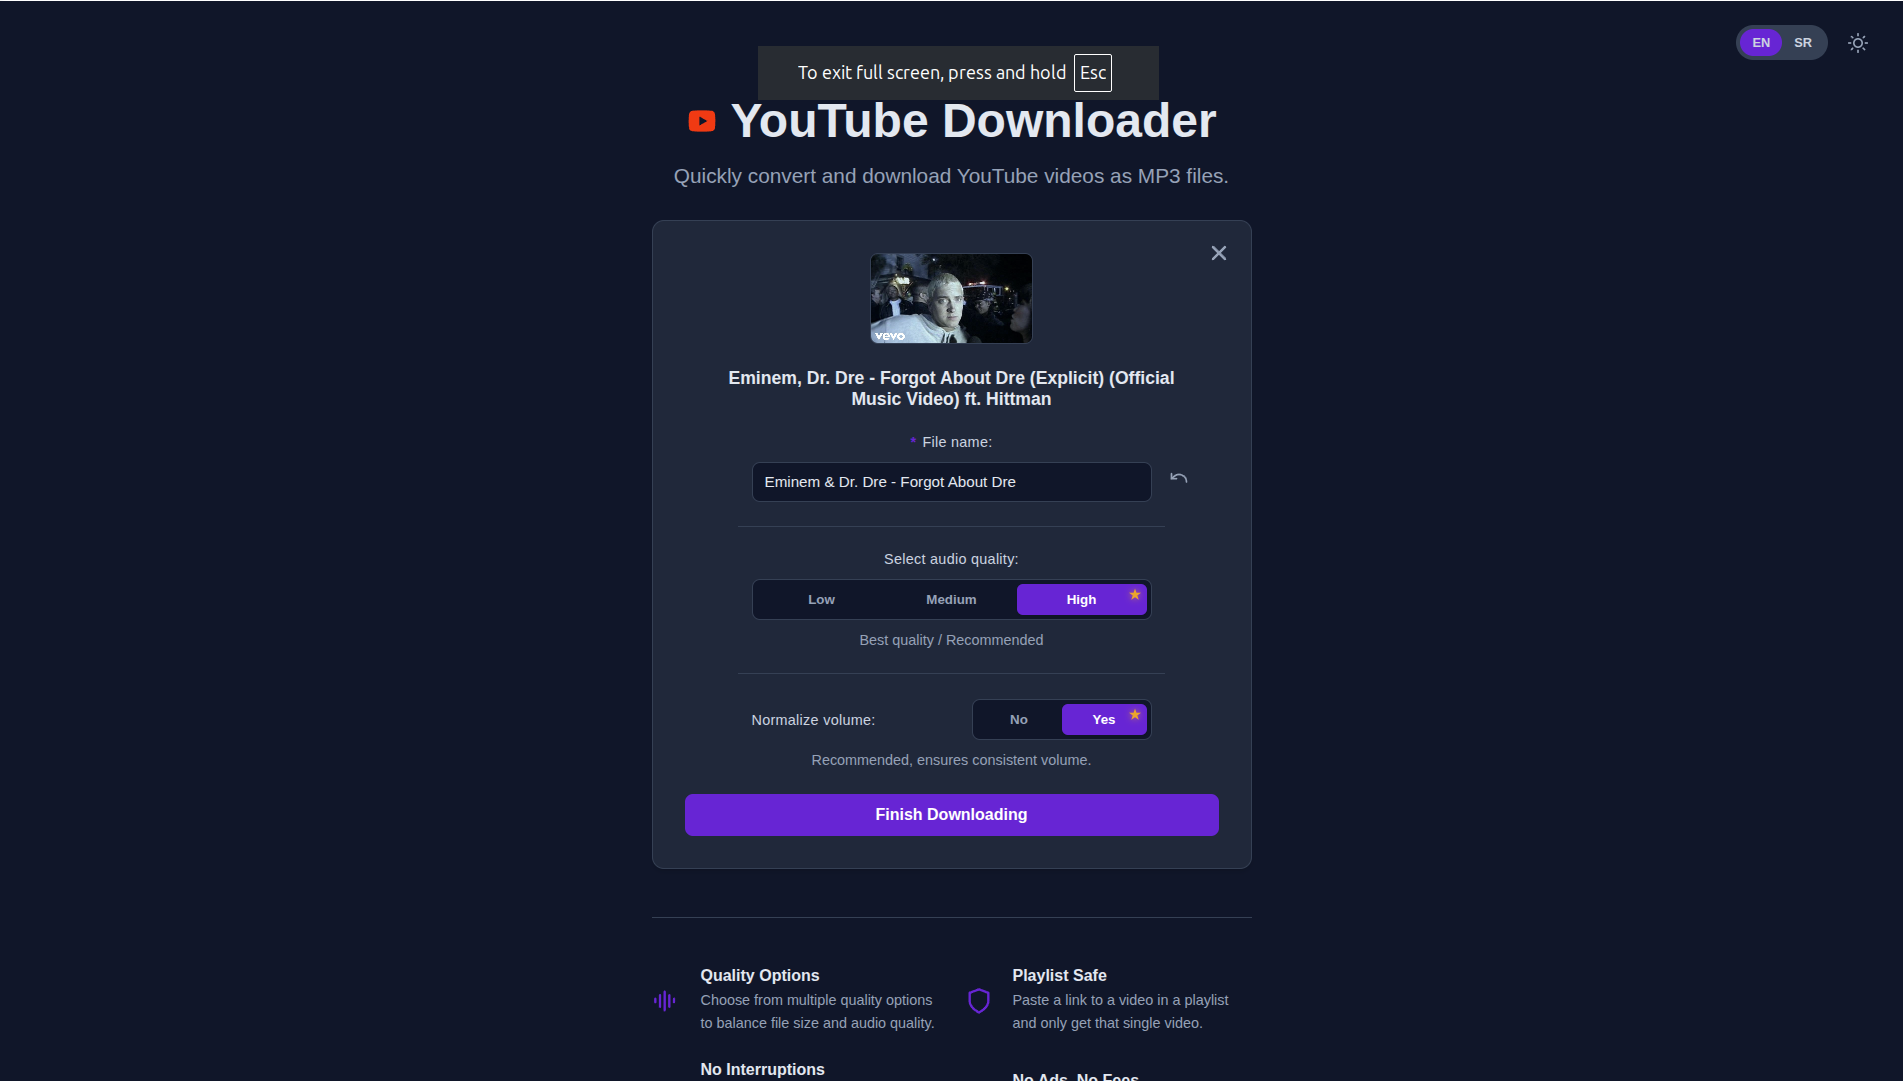 EN SR
To exit full screen, press and hold Esc
YouTube Downloader
Quickly convert and download YouTube videos as MP3 files.
vevo
Eminem, Dr. Dre - Forgot About Dre (Explicit) (Official
Music Video) ft. Hittman
* File name:
Eminem & Dr. Dre - Forgot About Dre
Select audio quality:
Low Medium High
Best quality / Recommended
Normalize volume: No Yes
Recommended, ensures consistent volume.
Finish Downloading
Quality Options
Choose from multiple quality options
to balance file size and audio quality.
Playlist Safe
Paste a link to a video in a playlist
and only get that single video.
No Interruptions
No Ads, No Fees